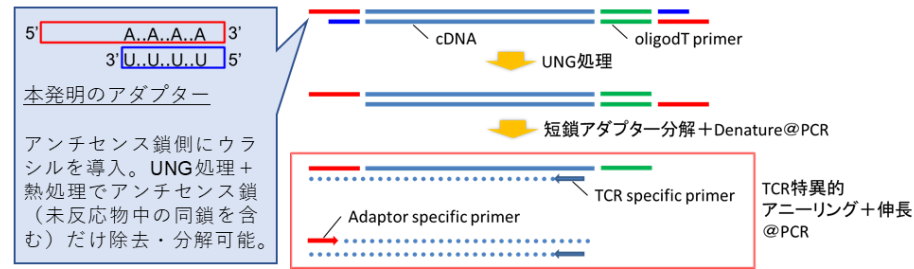 5’ A..A..A..A 3’
3’ U..U..U..U 5’
本発明のアダプター
アンチセンス鎖側にウラ
シルを導入。UNG処理＋
熱処理でアンチセンス鎖
（未反応物中の同鎖を含
む）だけ除去・分解可能。
cDNA
oligodT primer
UNG処理
短鎖アダプター分解＋Denature@PCR
TCR specific primer
Adaptor specific primer
TCR特異的
アニーリング＋伸長
@PCR